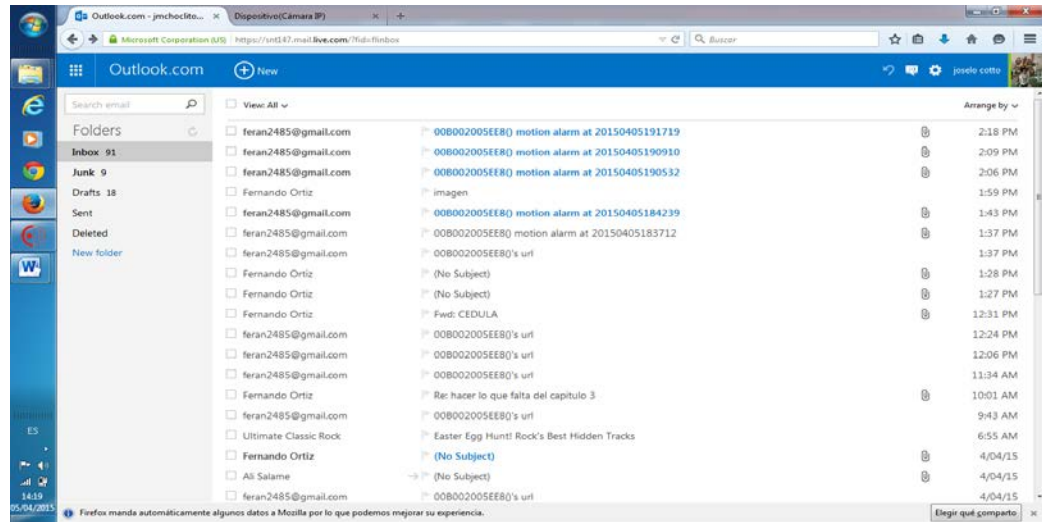 Outlook.com - jmchoclito... × Dispositivo(Cámara IP) × +
Microsoft Corporation (US) https://snt147.mail.live.com/?fid=flinbox Buscar
Outlook.com New joselo cotto
Search email View: All Arrange by
Folders
Inbox 91
Junk 9
Drafts 18
Sent
Deleted
New folder
feran2485@gmail.com 00B002005EE8() motion alarm at 20150405191719 2:18 PM
feran2485@gmail.com 00B002005EE8() motion alarm at 20150405190910 2:09 PM
feran2485@gmail.com 00B002005EE8() motion alarm at 20150405190532 2:06 PM
Fernando Ortiz imagen 1:59 PM
feran2485@gmail.com 00B002005EE8() motion alarm at 20150405184239 1:43 PM
feran2485@gmail.com 00B002005EE8() motion alarm at 20150405183712 1:37 PM
feran2485@gmail.com 00B002005EE8()'s url 1:37 PM
Fernando Ortiz (No Subject) 1:28 PM
Fernando Ortiz (No Subject) 1:27 PM
Fernando Ortiz Fwd: CEDULA 12:31 PM
feran2485@gmail.com 00B002005EE8()'s url 12:24 PM
feran2485@gmail.com 00B002005EE8()'s url 12:06 PM
feran2485@gmail.com 00B002005EE8()'s url 11:34 AM
Fernando Ortiz Re: hacer lo que falta del capitulo 3 10:01 AM
feran2485@gmail.com 00B002005EE8()'s url 9:43 AM
Ultimate Classic Rock Easter Egg Hunt! Rock's Best Hidden Tracks 6:55 AM
Fernando Ortiz (No Subject) 4/04/15
Ali Salame (No Subject) 4/04/15
feran2485@gmail.com 00B002005EE8()'s url 4/04/15
ES
14:19
05/04/2015
Firefox manda automáticamente algunos datos a Mozilla por lo que podemos mejorar su experiencia. Elegir qué comparto ×